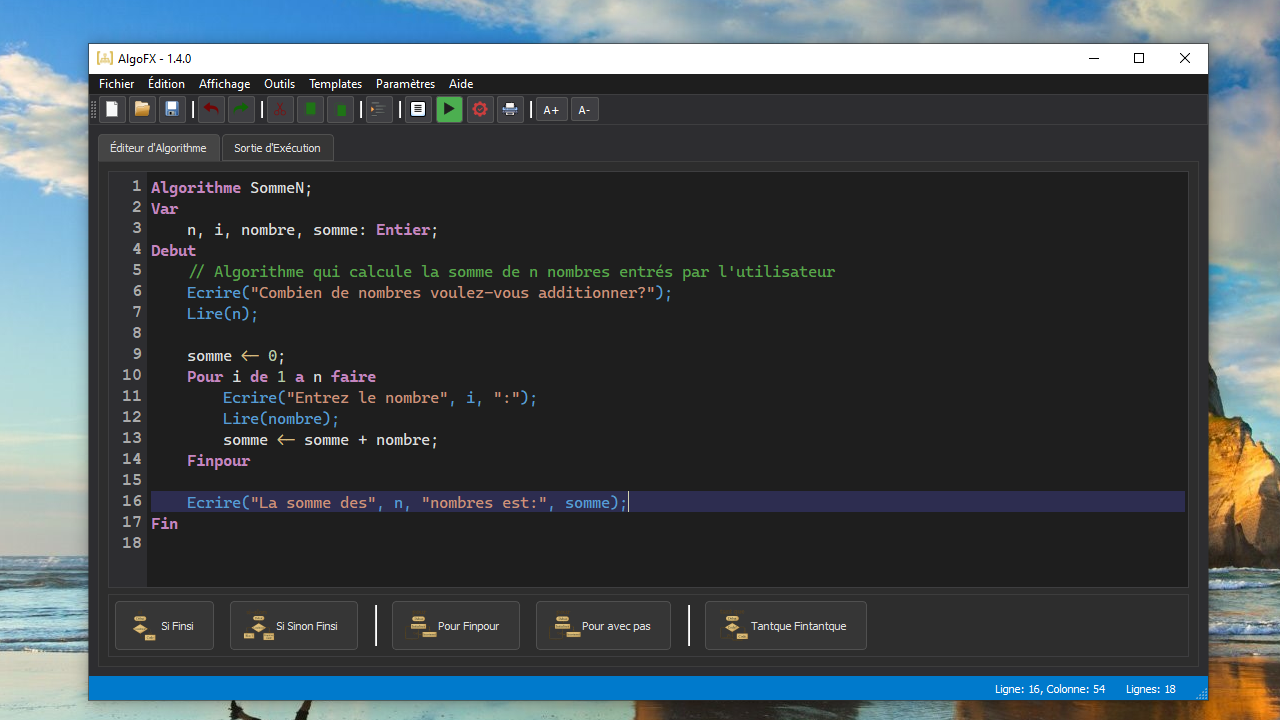 AlgoFX - 1.4.0
Fichier Édition Affichage Outils Templates Paramètres Aide
A+ A-
Éditeur d'Algorithme Sortie d'Exécution
1 Algorithme SommeN;
2 Var
3 n, i, nombre, somme: Entier;
4 Debut
5 // Algorithme qui calcule la somme de n nombres entrés par l'utilisateur
6 Ecrire("Combien de nombres voulez-vous additionner?");
7 Lire(n);
8
9 somme ← 0;
10 Pour i de 1 a n faire
11 Ecrire("Entrez le nombre", i, ":");
12 Lire(nombre);
13 somme ← somme + nombre;
14 Finpour
15
16 Ecrire("La somme des", n, "nombres est:", somme);
17 Fin
18
Si Finsi Si Sinon Finsi Pour Finpour Pour avec pas Tantque Fintantque
Ligne: 16, Colonne: 54 Lignes: 18